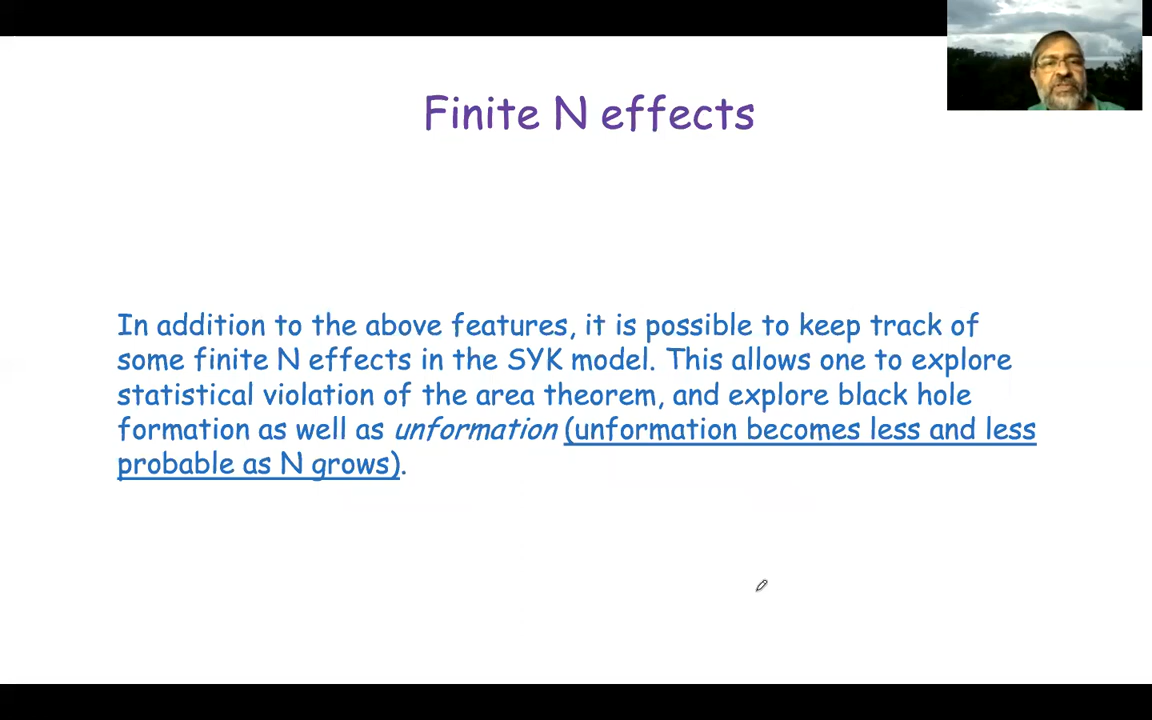 Finite N effects
In addition to the above features, it is possible to keep track of
some finite N effects in the SYK model. This allows one to explore
statistical violation of the area theorem, and explore black hole
formation as well as unformation (unformation becomes less and less
probable as N grows).